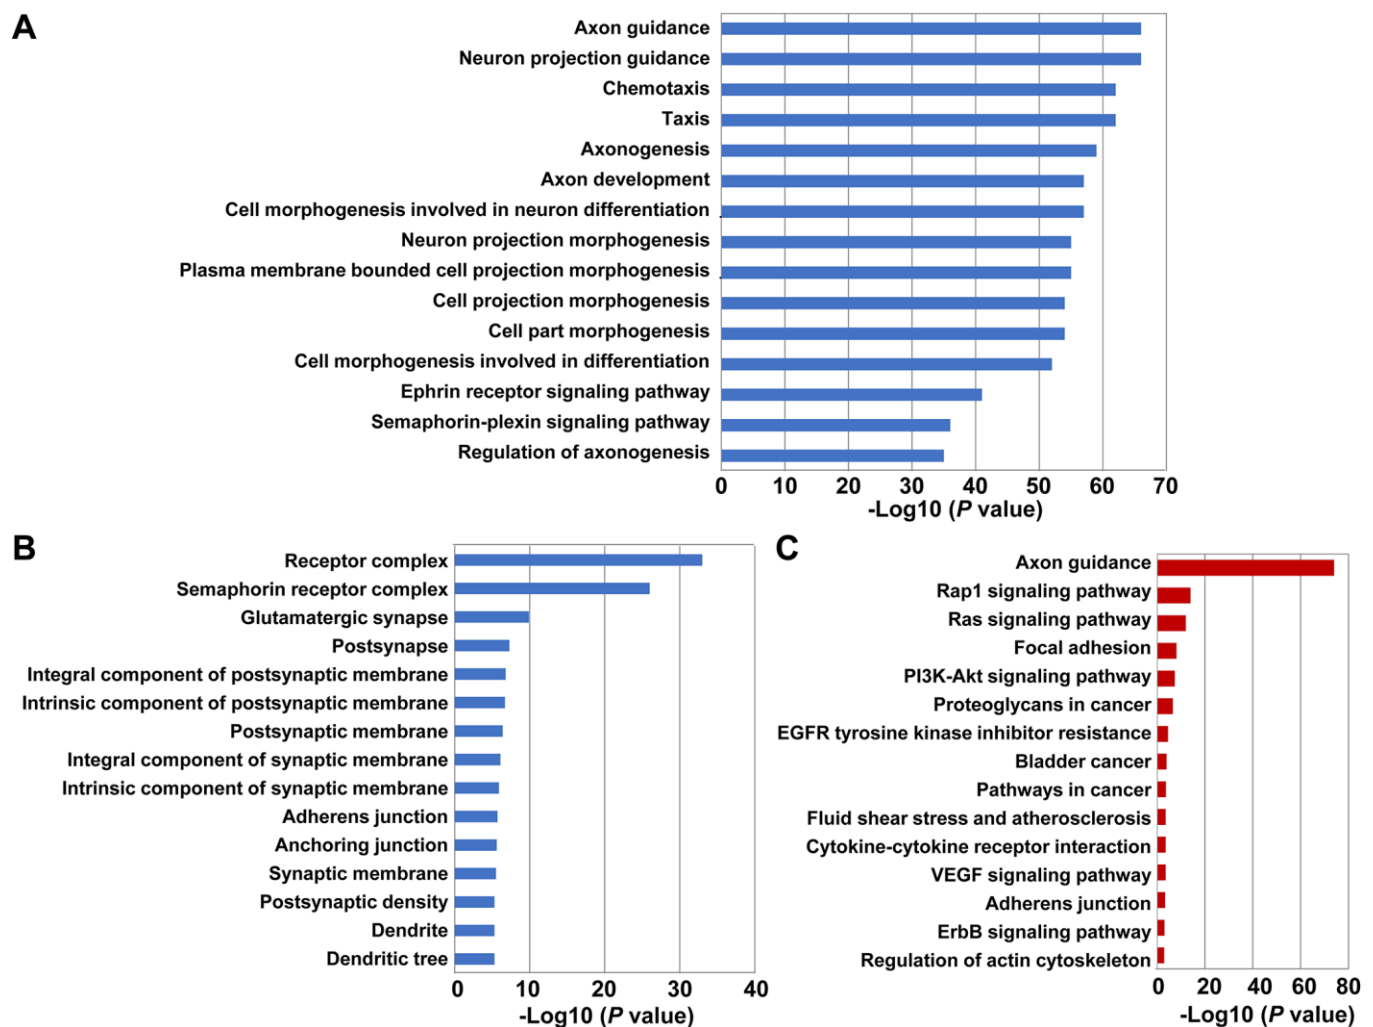 A
Axon guidance
Neuron projection guidance
Chemotaxis
Taxis
Axonogenesis
Axon development
Cell morphogenesis involved in neuron differentiation
Neuron projection morphogenesis
Plasma membrane bounded cell projection morphogenesis
Cell projection morphogenesis
Cell part morphogenesis
Cell morphogenesis involved in differentiation
Ephrin receptor signaling pathway
Semaphorin-plexin signaling pathway
Regulation of axonogenesis
0 10 20 30 40 50 60 70
-Log10 (P value)
B
Receptor complex
Semaphorin receptor complex
Glutamatergic synapse
Postsynapse
Integral component of postsynaptic membrane
Intrinsic component of postsynaptic membrane
Postsynaptic membrane
Integral component of synaptic membrane
Intrinsic component of synaptic membrane
Adherens junction
Anchoring junction
Synaptic membrane
Postsynaptic density
Dendrite
Dendritic tree
0 10 20 30 40
-Log10 (P value)
C
Axon guidance
Rap1 signaling pathway
Ras signaling pathway
Focal adhesion
PI3K-Akt signaling pathway
Proteoglycans in cancer
EGFR tyrosine kinase inhibitor resistance
Bladder cancer
Pathways in cancer
Fluid shear stress and atherosclerosis
Cytokine-cytokine receptor interaction
VEGF signaling pathway
Adherens junction
ErbB signaling pathway
Regulation of actin cytoskeleton
0 20 40 60 80
-Log10 (P value)